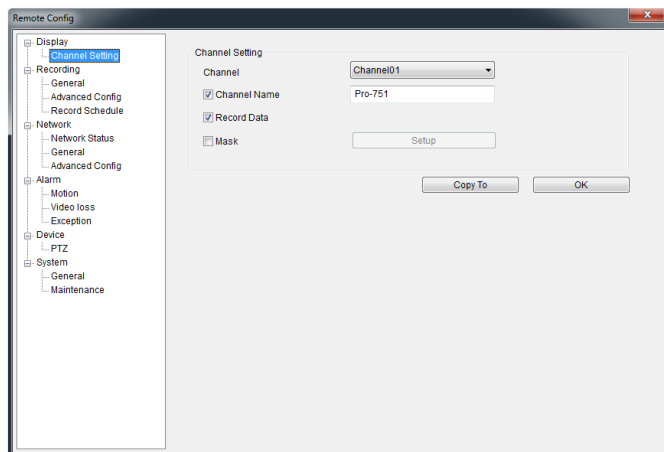 Remote Config
Display
Channel Setting
Recording
General
Advanced Config
Record Schedule
Network
Network Status
General
Advanced Config
Alarm
Motion
Video loss
Exception
Device
PTZ
System
General
Maintenance
Channel Setting
Channel Channel01
Channel Name Pro-751
Record Data
Mask Setup
Copy To OK